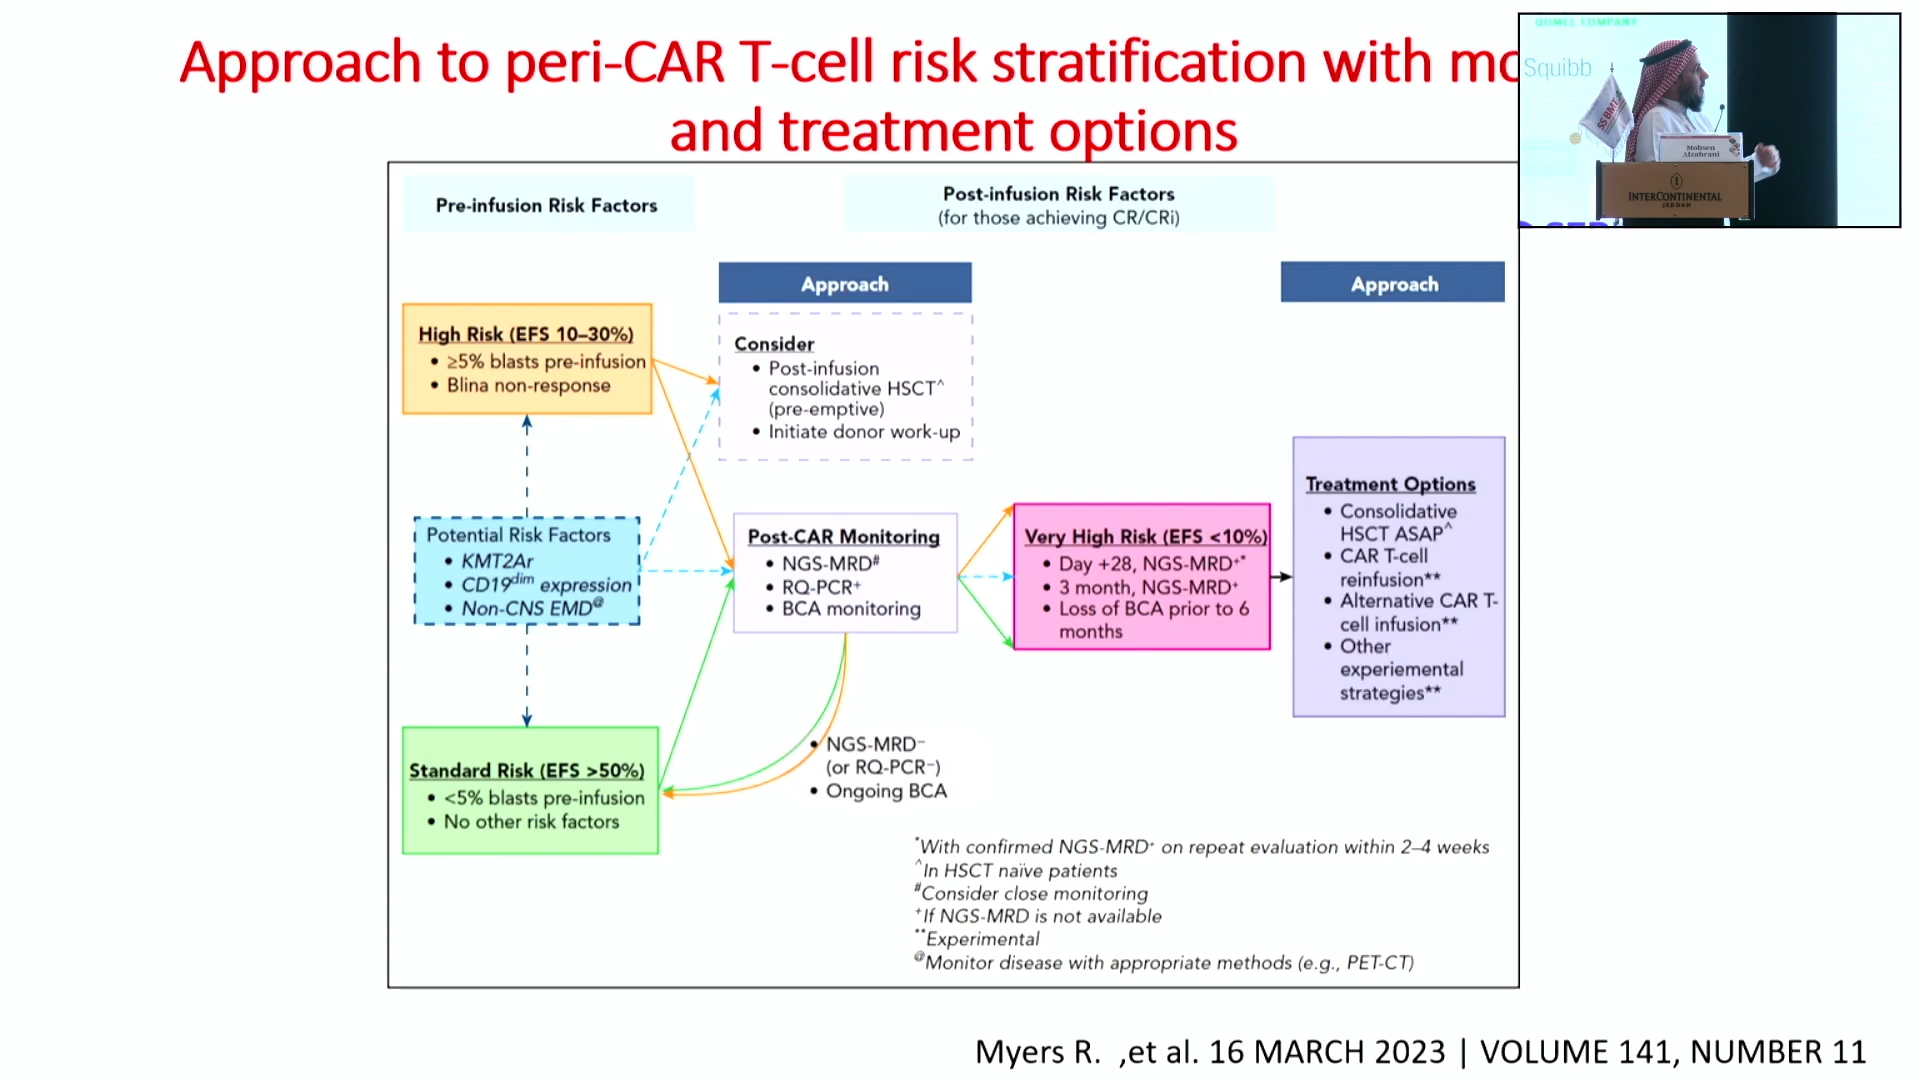 Approach to peri-CAR T-cell risk stratification with mo
and treatment options
QOMEL COMPANY
Squibb
SS BMT
Mohsen
Alzahrani
INTERCONTINENTAL
JEDDAH
Pre-infusion Risk Factors
Post-infusion Risk Factors
(for those achieving CR/CRi)
Approach
Approach
High Risk (EFS 10–30%)
• ≥5% blasts pre-infusion
• Blina non-response
Consider
• Post-infusion
consolidative HSCT^
(pre-emptive)
• Initiate donor work-up
Potential Risk Factors
• KMT2Ar
• CD19dim expression
• Non-CNS EMD@
Post-CAR Monitoring
• NGS-MRD#
• RQ-PCR+
• BCA monitoring
Very High Risk (EFS <10%)
• Day +28, NGS-MRD+*
• 3 month, NGS-MRD+
• Loss of BCA prior to 6
months
Treatment Options
• Consolidative
HSCT ASAP^
• CAR T-cell
reinfusion**
• Alternative CAR T-
cell infusion**
• Other
experiemental
strategies**
Standard Risk (EFS >50%)
• <5% blasts pre-infusion
• No other risk factors
• NGS-MRD−
(or RQ-PCR−)
• Ongoing BCA
*With confirmed NGS-MRD+ on repeat evaluation within 2–4 weeks
^In HSCT naïve patients
#Consider close monitoring
+If NGS-MRD is not available
**Experimental
@Monitor disease with appropriate methods (e.g., PET-CT)
Myers R. ,et al. 16 MARCH 2023 | VOLUME 141, NUMBER 11